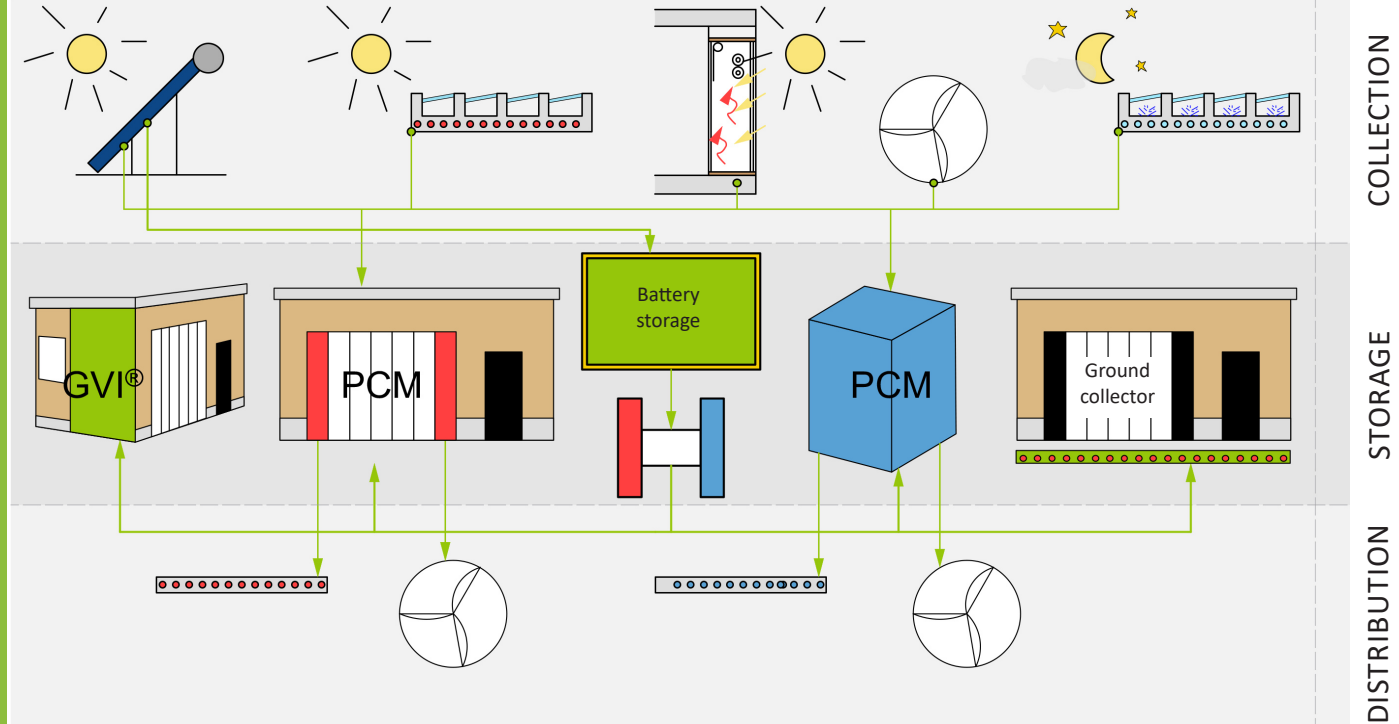 COLLECTION
Battery
storage
GVI®
PCM
PCM
Ground
collector
STORAGE
DISTRIBUTION